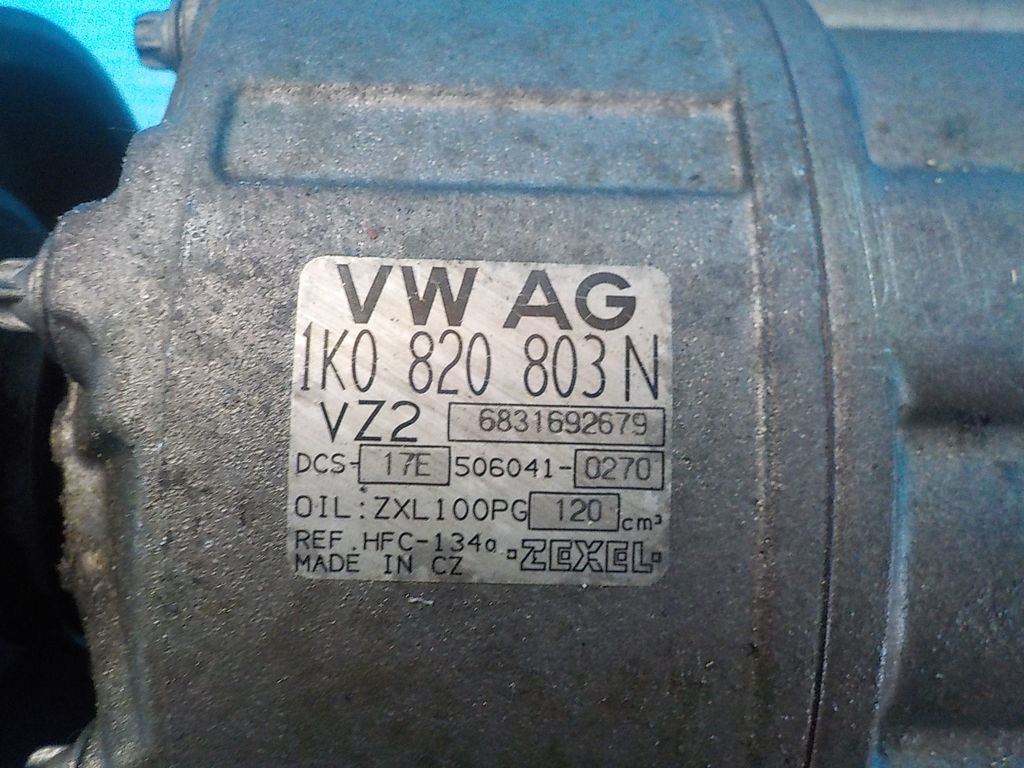 VW AG
1K0 820 803 N
VZ2 6831692679
DCS-17E 506041-0270
OIL: ZXL100PG 120 cm³
REF. HFC-134a ZEXEL
MADE IN CZ